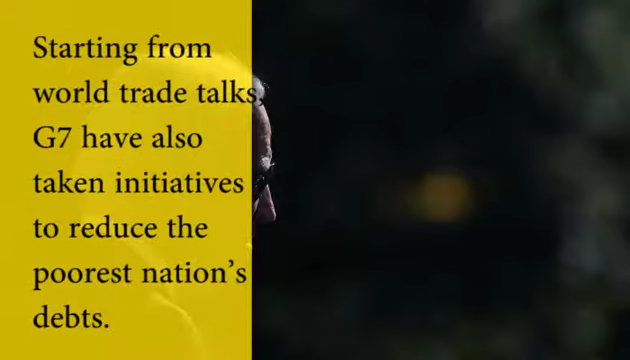 Starting from
world trade talks,
G7 have also
taken initiatives
to reduce the
poorest nation’s
debts.